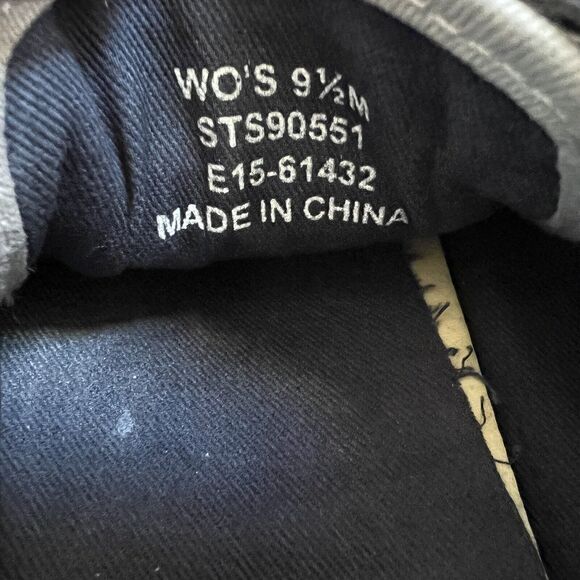 WO'S 9½M
STS90551
E15-61432
MADE IN CHINA